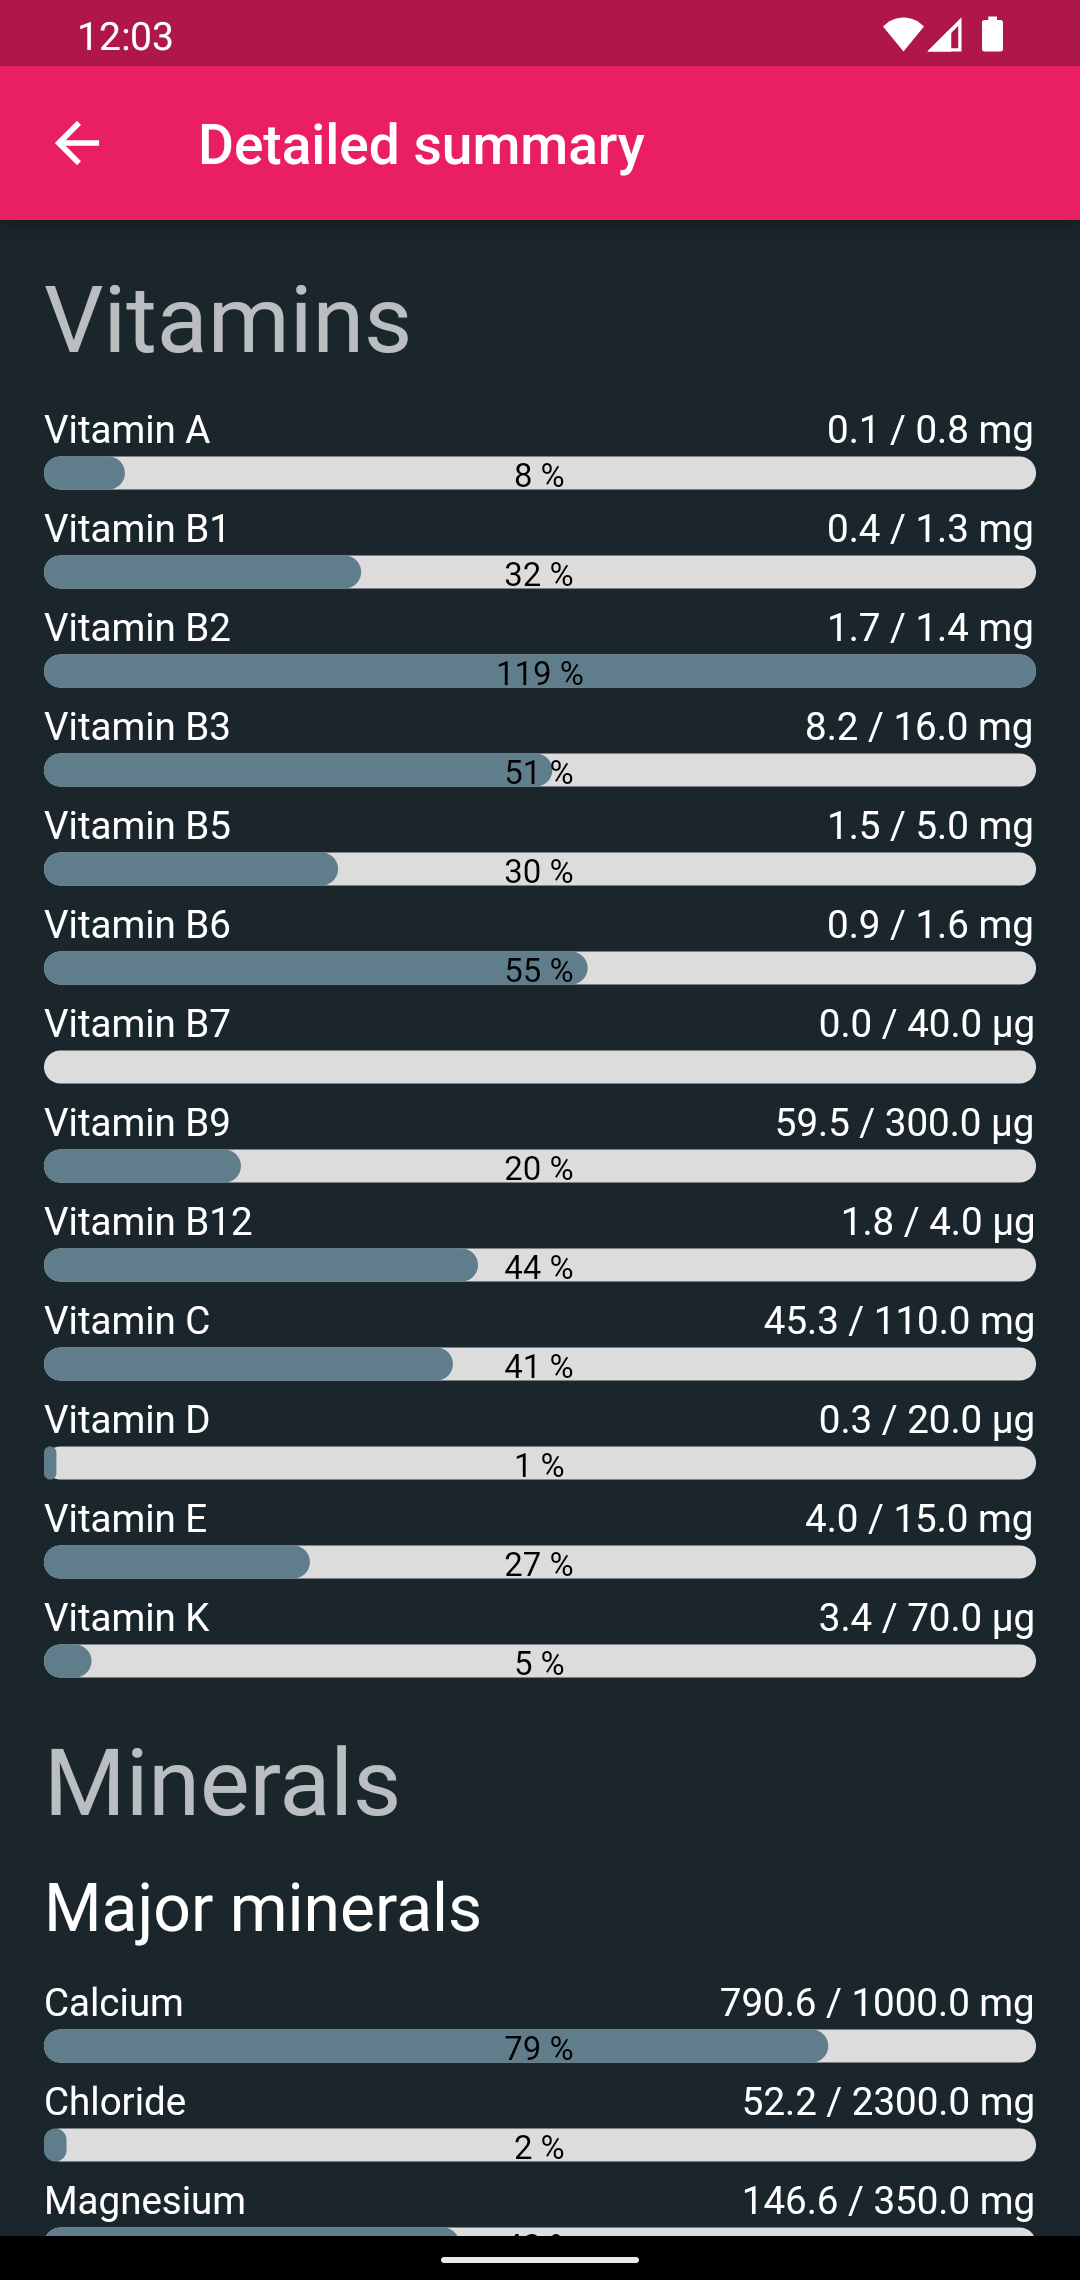 12:03
Detailed summary
Vitamins
Vitamin A 0.1 / 0.8 mg
8 %
Vitamin B1 0.4 / 1.3 mg
32 %
Vitamin B2 1.7 / 1.4 mg
119 %
Vitamin B3 8.2 / 16.0 mg
51 %
Vitamin B5 1.5 / 5.0 mg
30 %
Vitamin B6 0.9 / 1.6 mg
55 %
Vitamin B7 0.0 / 40.0 µg
Vitamin B9 59.5 / 300.0 µg
20 %
Vitamin B12 1.8 / 4.0 µg
44 %
Vitamin C 45.3 / 110.0 mg
41 %
Vitamin D 0.3 / 20.0 µg
1 %
Vitamin E 4.0 / 15.0 mg
27 %
Vitamin K 3.4 / 70.0 µg
5 %
Minerals
Major minerals
Calcium 790.6 / 1000.0 mg
79 %
Chloride 52.2 / 2300.0 mg
2 %
Magnesium 146.6 / 350.0 mg